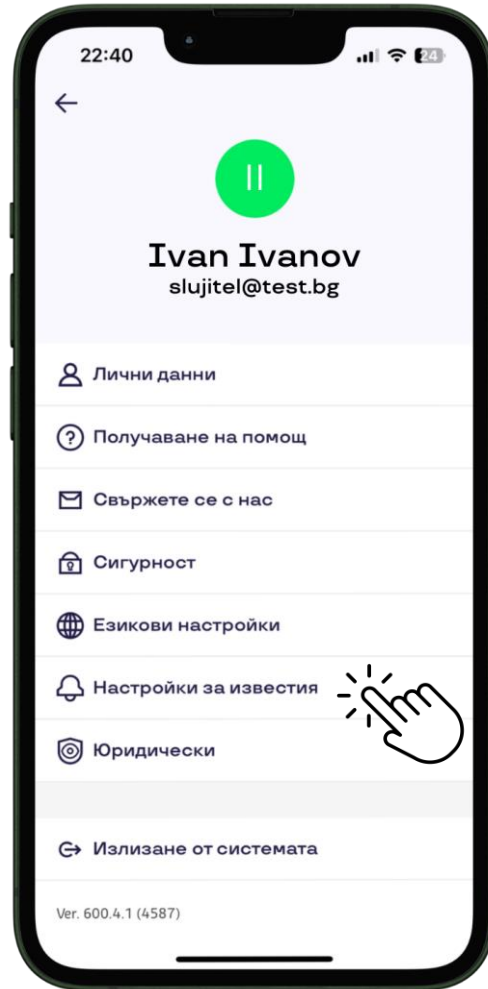 22:40
24
II
Ivan Ivanov
slujitel@test.bg
Лични данни
Получаване на помощ
Свържете се с нас
Сигурност
Езикови настройки
Настройки за известия
Юридически
Излизане от системата
Ver. 600.4.1 (4587)